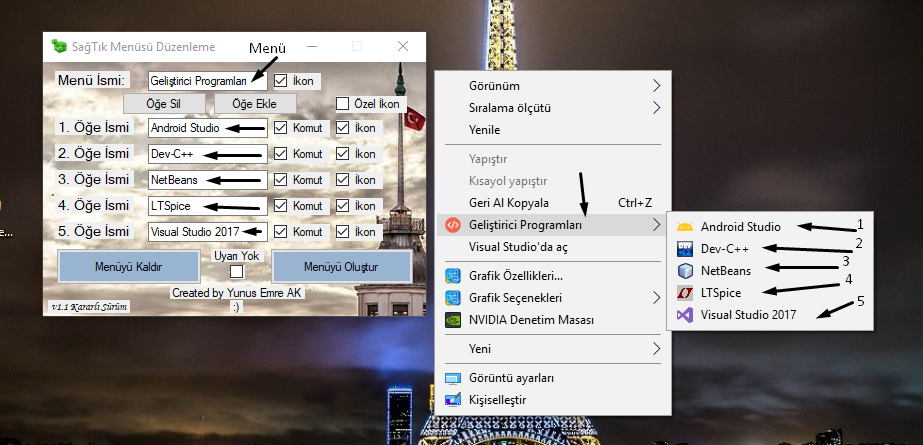 SağTık Menüsü Düzenleme
Menü
Menü İsmi: Geliştirici Programları İkon
Öğe Sil Öğe Ekle Özel İkon
1. Öğe İsmi Android Studio Komut İkon
2. Öğe İsmi Dev-C++ Komut İkon
3. Öğe İsmi NetBeans Komut İkon
4. Öğe İsmi LTSpice Komut İkon
5. Öğe İsmi Visual Studio 2017 Komut İkon
Menüyü Kaldır Uyarı Yok Menüyü Oluştur
Created by Yunus Emre AK
v1.1 Kararlı Sürüm :)
e...
Görünüm
Sıralama ölçütü
Yenile
Yapıştır
Kısayol yapıştır
Geri Al Kopyala Ctrl+Z
Geliştirici Programları
Visual Studio'da aç
Grafik Özellikleri...
Grafik Seçenekleri
NVIDIA Denetim Masası
Yeni
Görüntü ayarları
Kişiselleştir
Android Studio 1
Dev-C++ 2
NetBeans 3
LTSpice 4
Visual Studio 2017 5